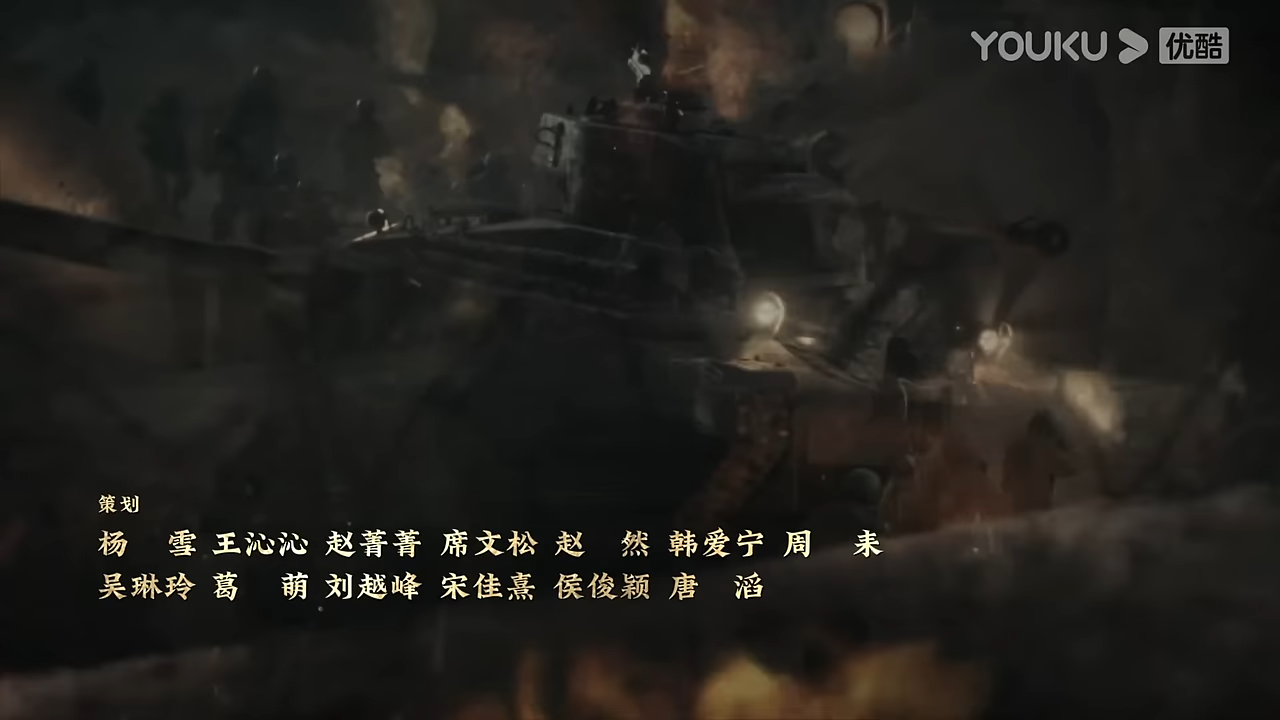 YOUKU 优酷
策划
杨 雪 王沁沁 赵菁菁 席文松 赵 然 韩爱宁 周 耒
吴琳玲 葛 萌 刘越峰 宋佳熹 侯俊颖 唐 滔